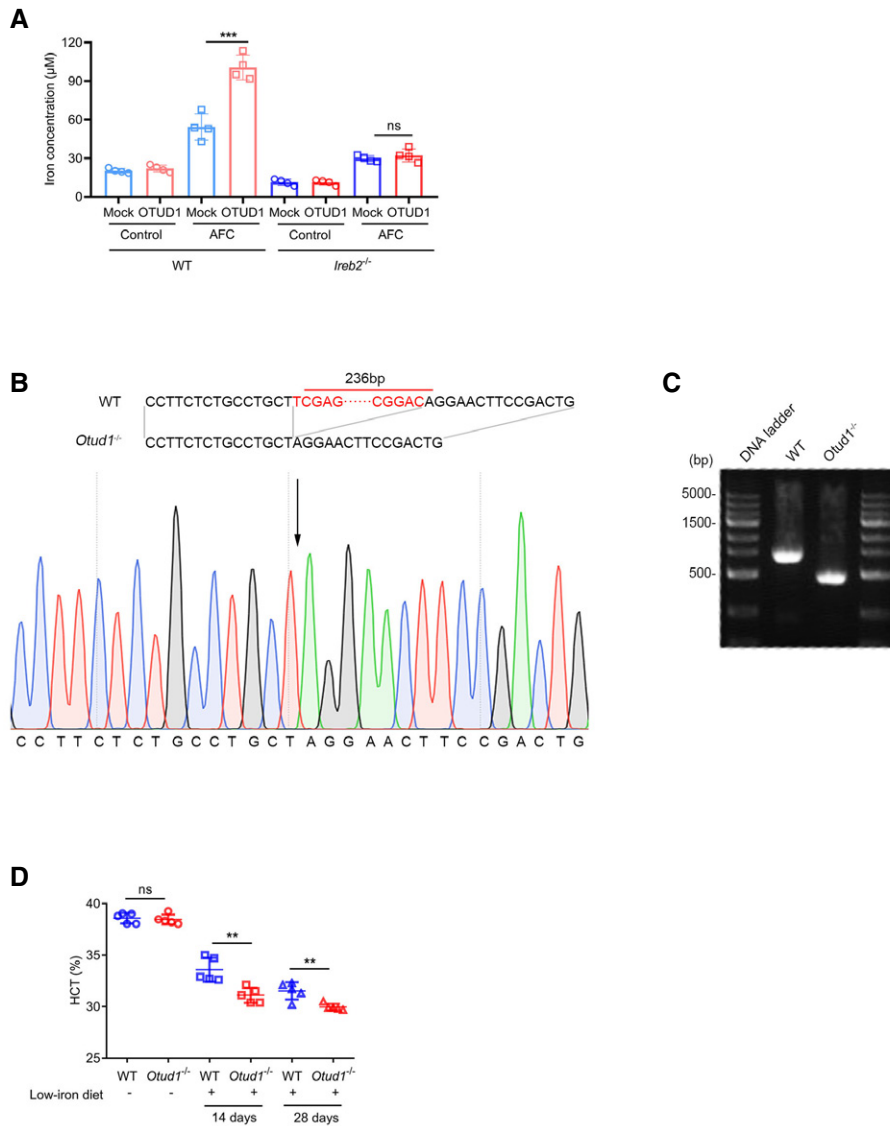 A
Iron concentration (μM)
120
90
60
30
0
***
ns
Mock OTUD1 Mock OTUD1 Mock OTUD1 Mock OTUD1
Control AFC Control AFC
WT Ireb2-/-
B
236bp
WT CCTTCTCTGCCTGCTTCGAG······CGGACAGGAACTTCCGACTG
Otud1-/- CCTTCTCTGCCTGCTAGGAACTTCCGACTG
C C T T C T C T G C C T G C T A G G A A C T T C C G A C T G
C
DNA ladder WT Otud1-/-
(bp)
5000-
1500-
500-
D
HCT (%)
40
35
30
25
ns
**
**
WT Otud1-/- WT Otud1-/- WT Otud1-/-
Low-iron diet - - + + + +
14 days 28 days